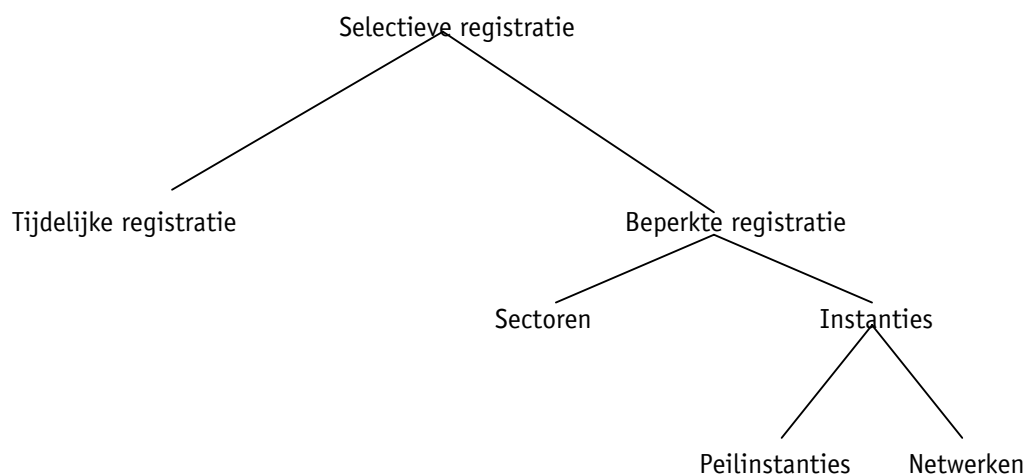 Selectieve registratie
Tijdelijke registratie
Beperkte registratie
Sectoren
Instanties
Peilinstanties
Netwerken